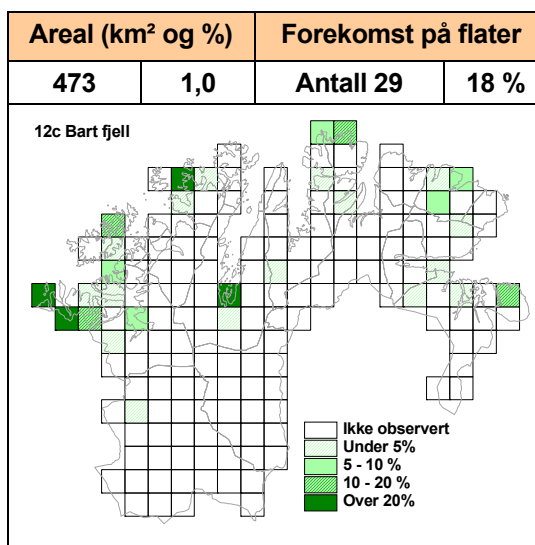 Areal (km² og %) Forekomst på flater
473 1,0 Antall 29 18 %
12c Bart fjell
Ikke observert
Under 5%
5 - 10 %
10 - 20 %
Over 20%